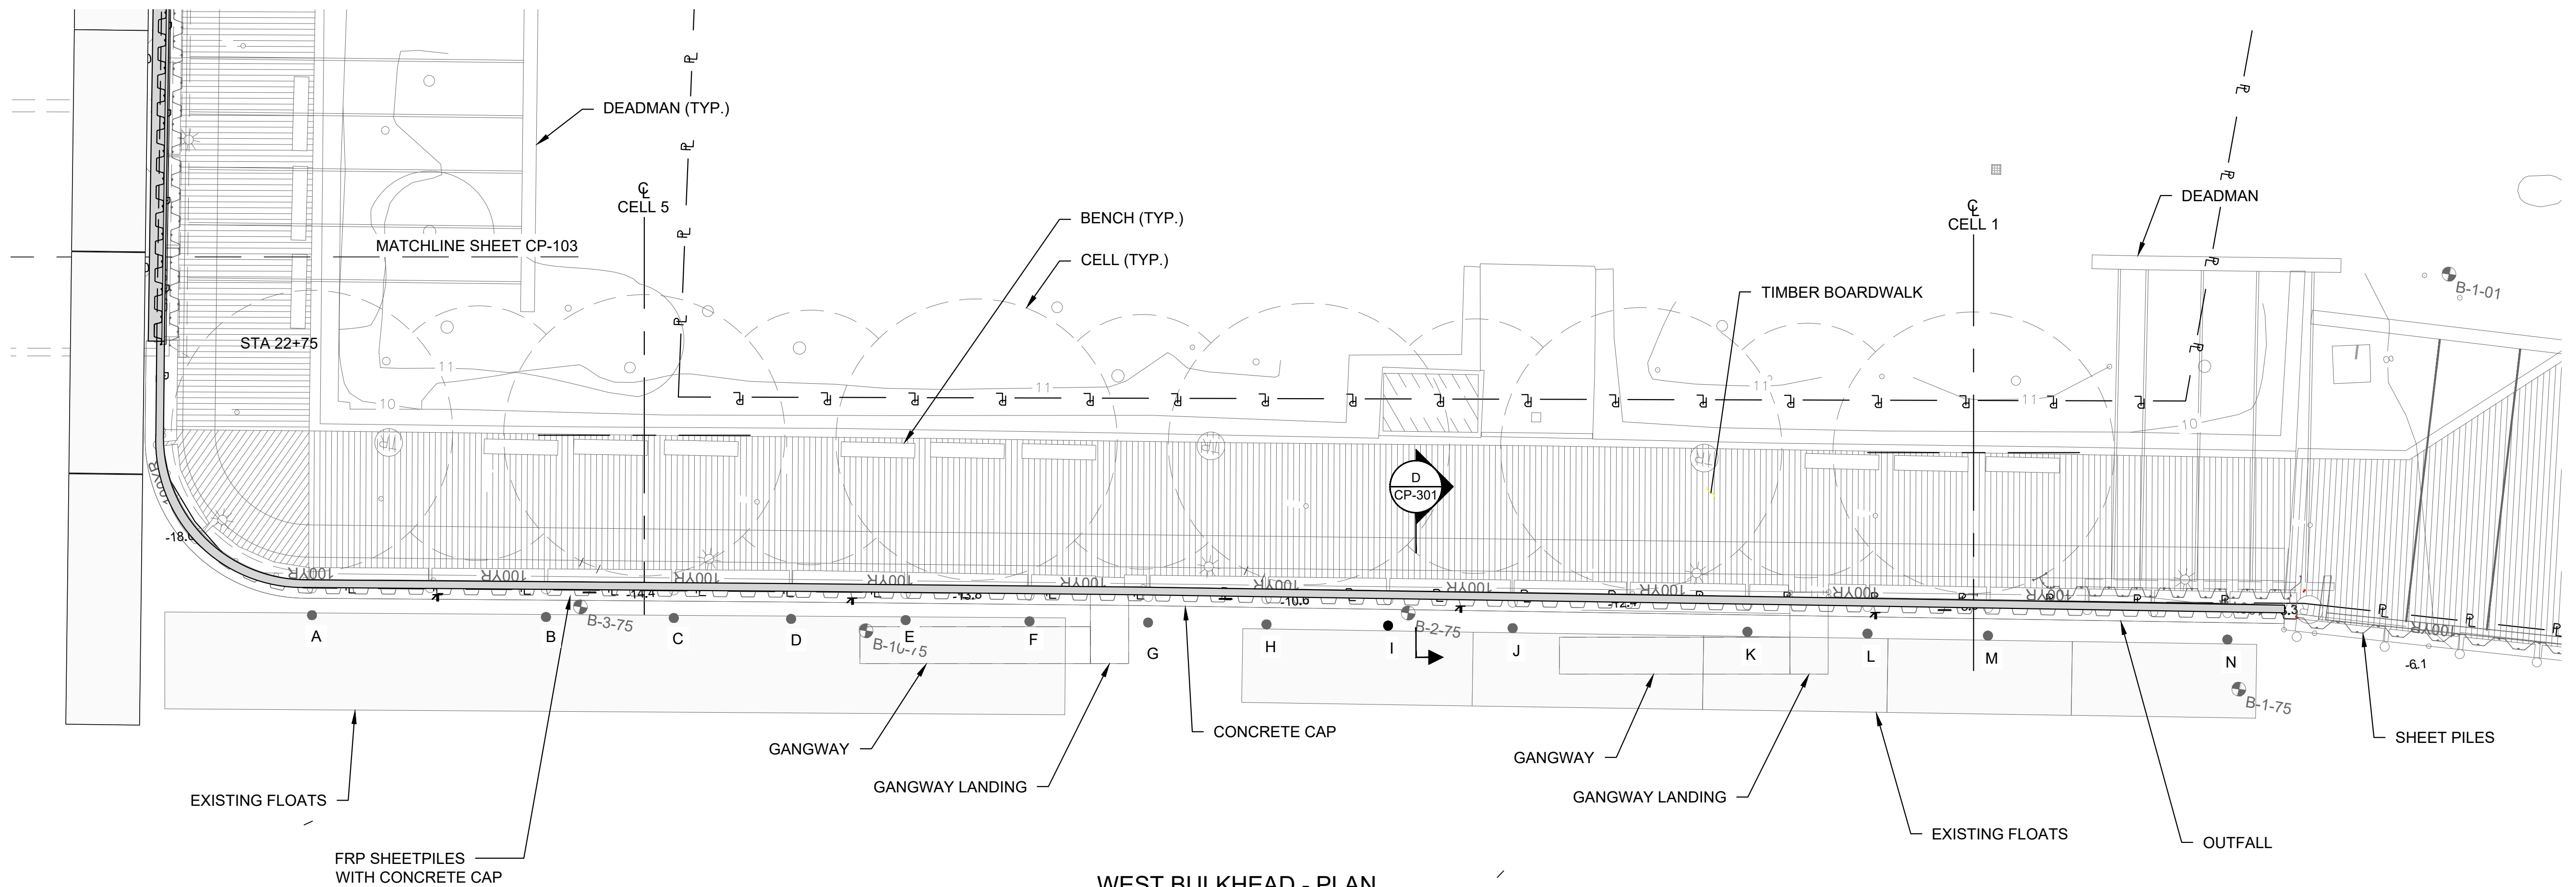 DEADMAN (TYP.)
℄
CELL 5
MATCHLINE SHEET CP-103
BENCH (TYP.)
CELL (TYP.)
TIMBER BOARDWALK
℄
CELL 1
DEADMAN
B-1-01
STA 22+75
11
11
11
11
10
10
8
D
CP-301
100YR
100YR
100YR
100YR
100YR
100YR
100YR
100YR
100YR
100YR
100YR
-14.4
-13.8
-10.6
-12.4
-6.1
A
B
B-3-75
C
D
B-10-75
E
F
G
H
I
B-2-75
J
K
L
M
N
B-1-75
GANGWAY
GANGWAY LANDING
CONCRETE CAP
GANGWAY
GANGWAY LANDING
SHEET PILES
EXISTING FLOATS
EXISTING FLOATS
OUTFALL
FRP SHEETPILES
WITH CONCRETE CAP
WEST BULKHEAD - PLAN